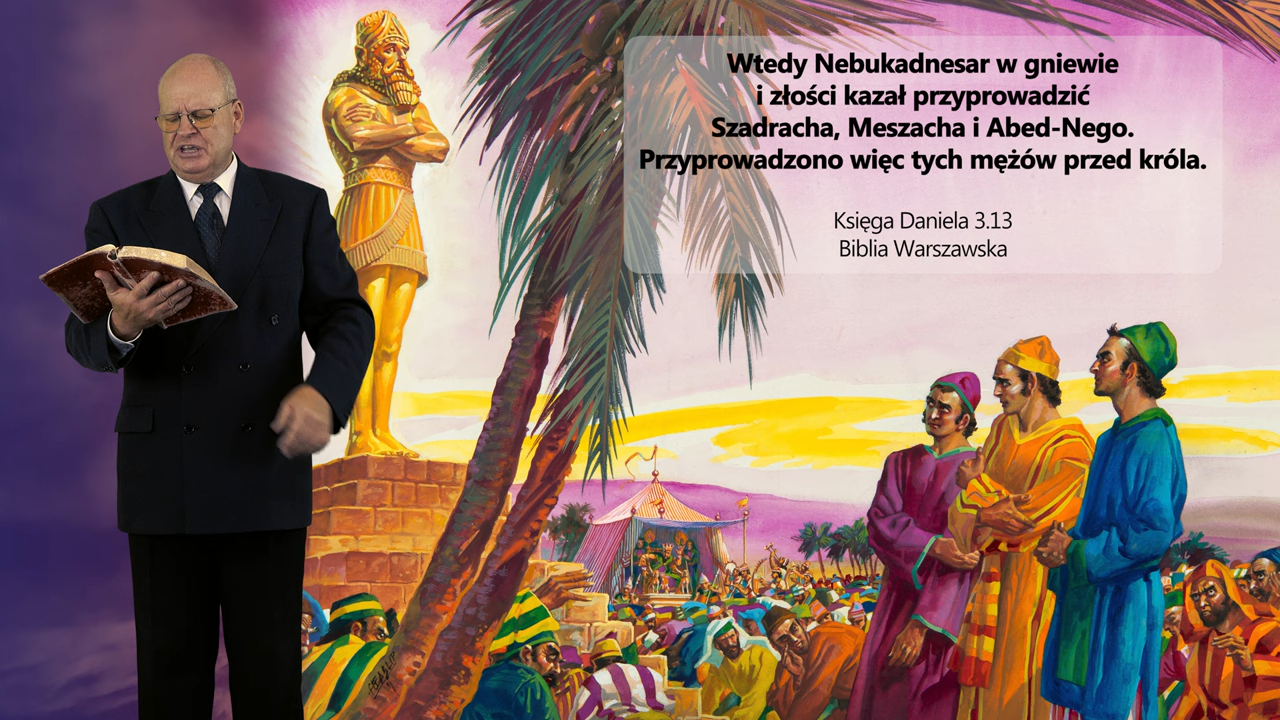 Wtedy Nebukadnesar w gniewie
i złości kazał przyprowadzić
Szadracha, Meszacha i Abed-Nego.
Przyprowadzono więc tych mężów przed króla.
Księga Daniela 3.13
Biblia Warszawska